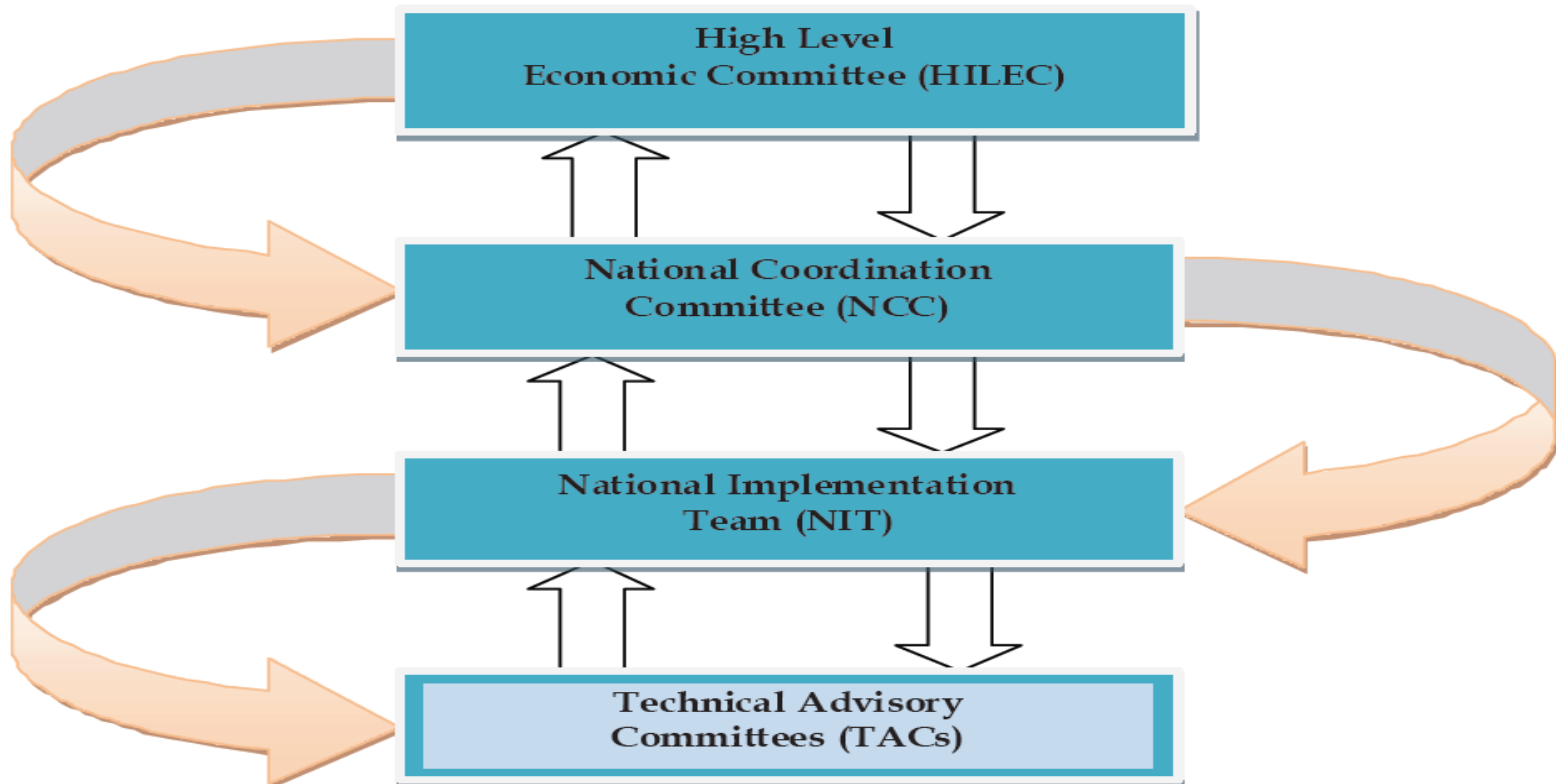 High Level
Economic Committee (HILEC)
National Coordination
Committee (NCC)
National Implementation
Team (NIT)
Technical Advisory
Committees (TACs)